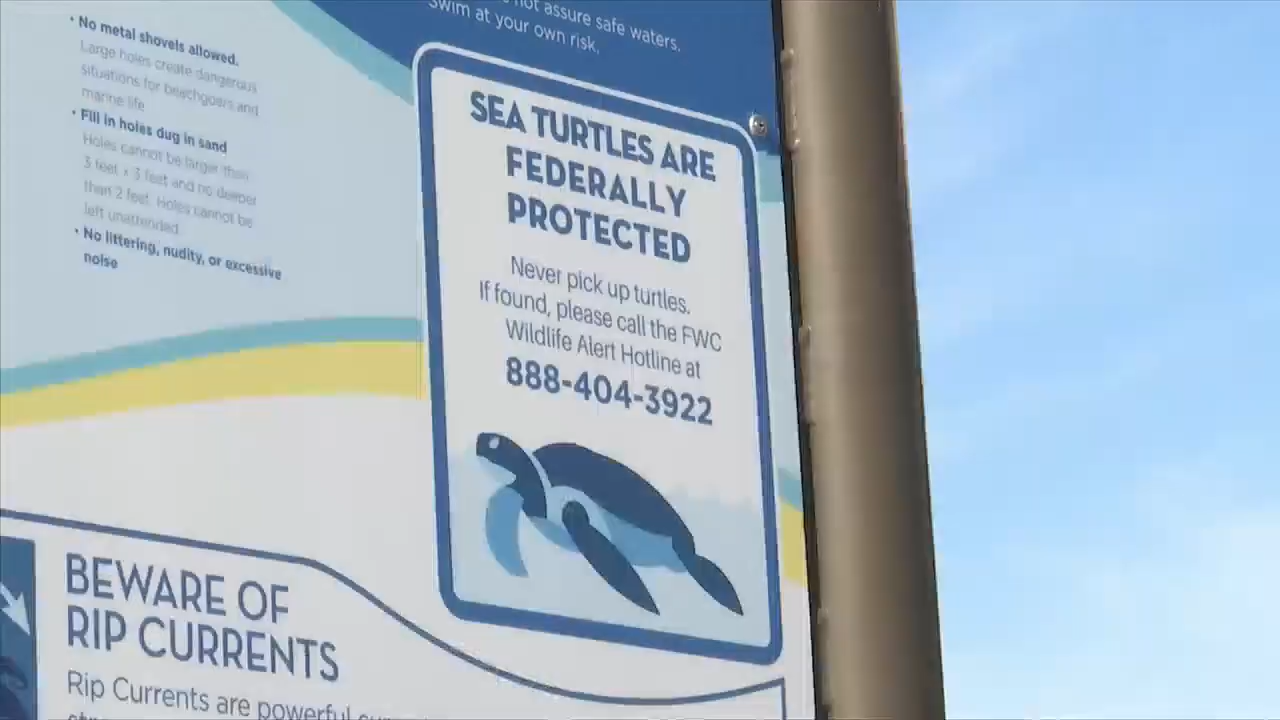 • No metal shovels allowed.
Large holes create dangerous
situations for beachgoers and
marine life
• Fill in holes dug in sand
Holes cannot be larger than
3 feet x 3 feet and no deeper
than 2 feet. Holes cannot be
left unattended.
• No littering, nudity, or excessive
noise
not assure safe waters.
Swim at your own risk.
SEA TURTLES ARE
FEDERALLY
PROTECTED
Never pick up turtles.
If found, please call the FWC
Wildlife Alert Hotline at
888-404-3922
BEWARE OF
RIP CURRENTS
Rip Currents are powerful